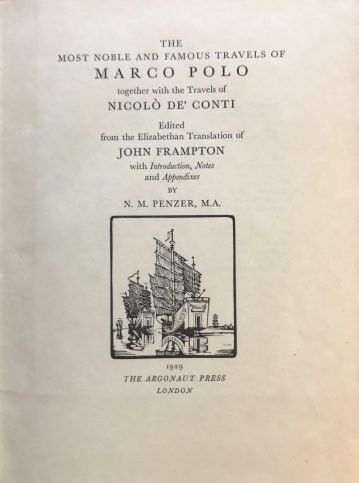 THE
MOST NOBLE AND FAMOUS TRAVELS OF
MARCO POLO
together with the Travels of
NICOLÒ DE' CONTI
Edited
from the Elizabethan Translation of
JOHN FRAMPTON
with Introduction, Notes
and Appendixes
BY
N. M. PENZER, M.A.
1929
THE ARGONAUT PRESS
LONDON